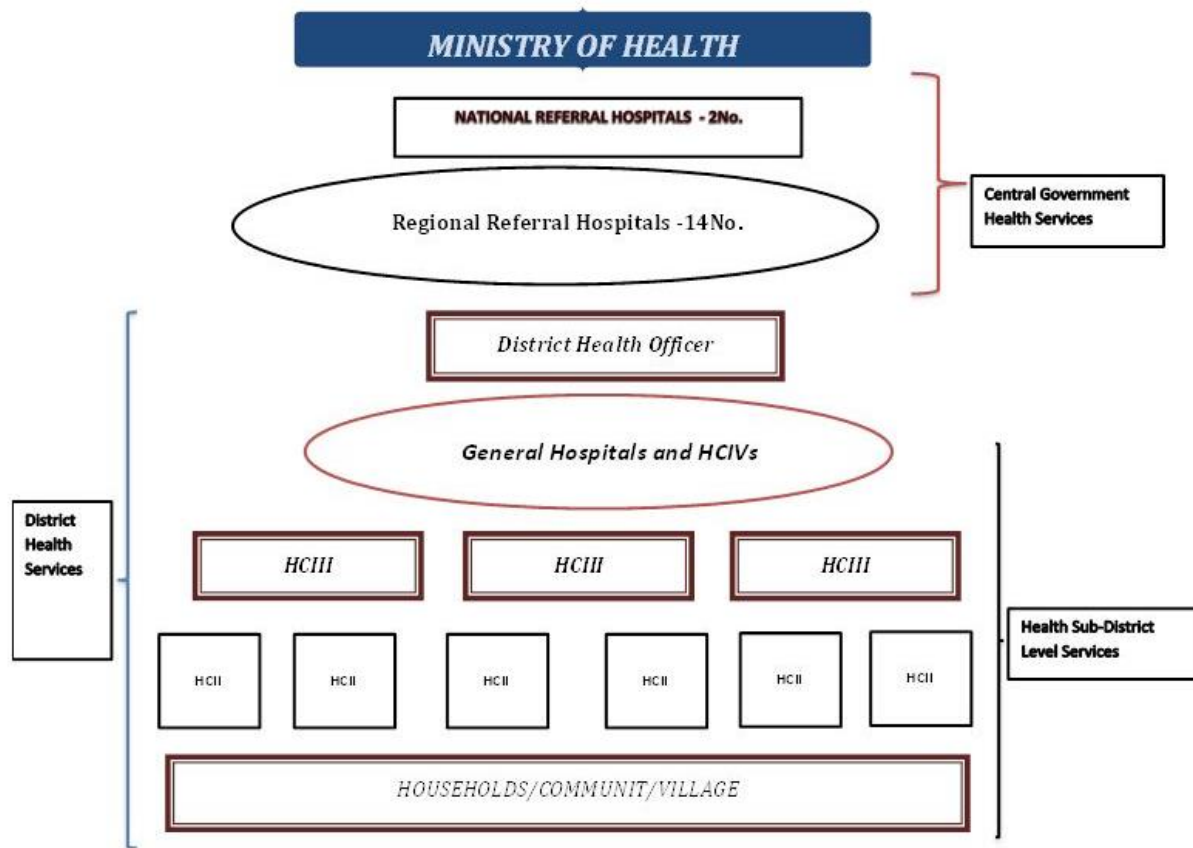 MINISTRY OF HEALTH
NATIONAL REFERRAL HOSPITALS - 2No.
Regional Referral Hospitals -14No.
Central Government
Health Services
District Health Officer
General Hospitals and HCIVs
District
Health
Services
HCIII
HCIII
HCIII
HCII
HCII
HCII
HCII
HCII
HCII
Health Sub-District
Level Services
HOUSEHOLDS/COMMUNIT/VILLAGE